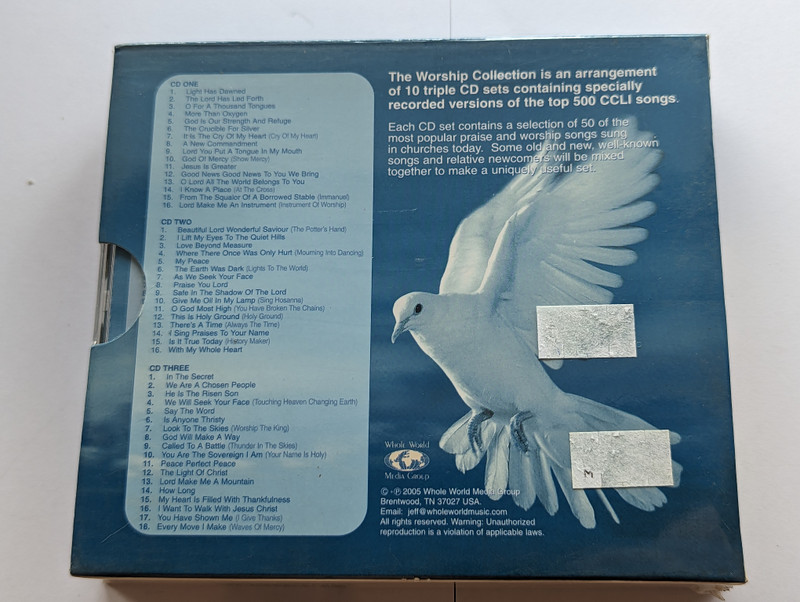 CD ONE
1. Light Has Dawned
2. The Lord Has Led Forth
3. O For A Thousand Tongues
4. More Than Oxygen
5. God Is Our Strength And Refuge
6. The Crucible For Silver
7. It Is The Cry Of My Heart (Cry Of My Heart)
8. A New Commandment
9. Lord You Put A Tongue In My Mouth
10. God Of Mercy (Show Mercy)
11. Jesus Is Greater
12. Good News Good News To You We Bring
13. O Lord All The World Belongs To You
14. I Know A Place (At The Cross)
15. From The Squalor Of A Borrowed Stable (Immanuel)
16. Lord Make Me An Instrument (Instrument Of Worship)
CD TWO
1. Beautiful Lord Wonderful Saviour (The Potter's Hand)
2. I Lift My Eyes To The Quiet Hills
3. Love Beyond Measure
4. Where There Once Was Only Hurt (Mourning Into Dancing)
5. My Peace
6. The Earth Was Dark (Lights To The World)
7. As We Seek Your Face
8. Praise You Lord
9. Safe In The Shadow Of The Lord
10. Give Me Oil In My Lamp (Sing Hosanna)
11. O God Most High (You Have Broken The Chains)
12. This Is Holy Ground (Holy Ground)
13. There's A Time (Always The Time)
14. I Sing Praises To Your Name
15. Is It True Today (History Maker)
16. With My Whole Heart
CD THREE
1. In The Secret
2. We Are A Chosen People
3. He Is The Risen Son
4. We Will Seek Your Face (Touching Heaven Changing Earth)
5. Say The Word
6. Is Anyone Thirsty
7. Look To The Skies (Worship The King)
8. God Will Make A Way
9. Called To A Battle (Thunder In The Skies)
10. You Are The Sovereign I Am (Your Name Is Holy)
11. Peace Perfect Peace
12. The Light Of Christ
13. Lord Make Me A Mountain
14. How Long
15. My Heart Is Filled With Thankfulness
16. I Want To Walk With Jesus Christ
17. You Have Shown Me (I Give Thanks)
18. Every Move I Make (Waves Of Mercy)
The Worship Collection is an arrangement
of 10 triple CD sets containing specially
recorded versions of the top 500 CCLI songs.
Each CD set contains a selection of 50 of the
most popular praise and worship songs sung
in churches today. Some old and new, well-known
songs and relative newcomers will be mixed
together to make a uniquely useful set.
Whole World
Media Group
3
© · ℗ 2005 Whole World Media Group
Brentwood, TN 37027 USA.
Email: jeff@wholeworldmusic.com
All rights reserved. Warning: Unauthorized
reproduction is a violation of applicable laws.